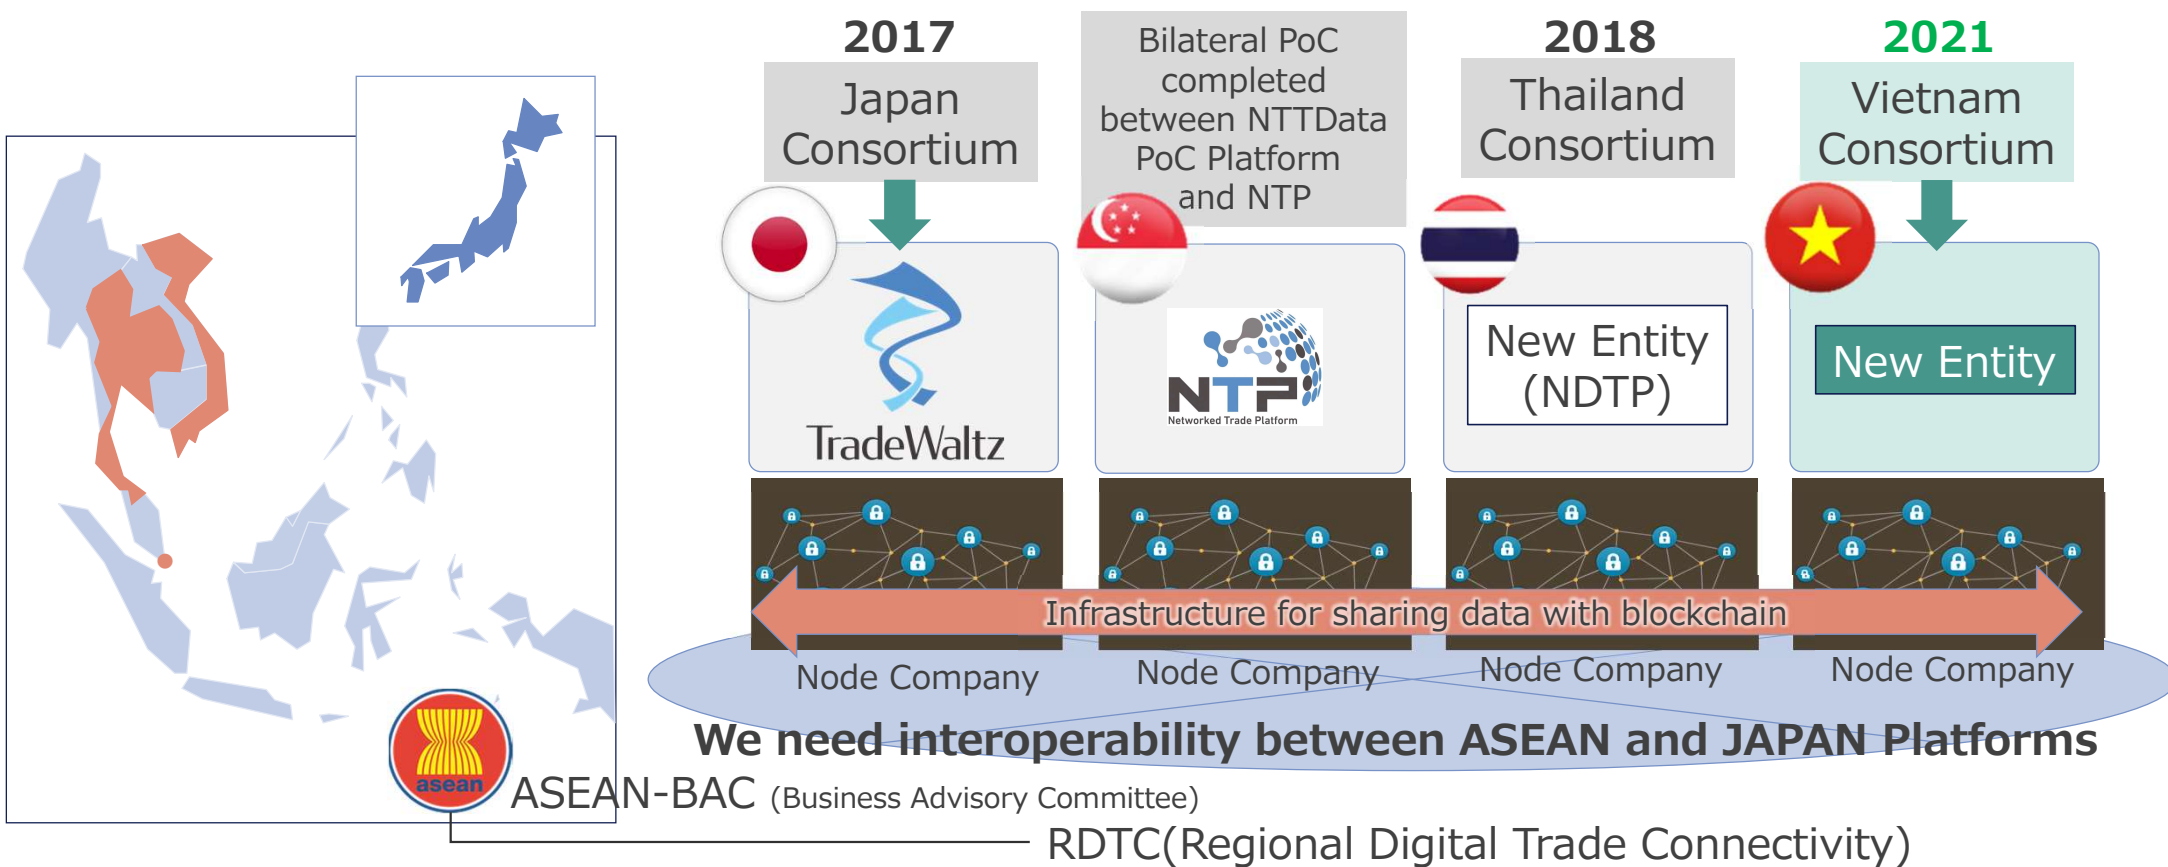 2017
Japan
Consortium
TradeWaltz
Node Company
Bilateral PoC
completed
between NTTData
PoC Platform
and NTP
NTP
Networked Trade Platform
Node Company
2018
Thailand
Consortium
New Entity
(NDTP)
Node Company
2021
Vietnam
Consortium
New Entity
Node Company
Infrastructure for sharing data with blockchain
We need interoperability between ASEAN and JAPAN Platforms
asean
ASEAN-BAC (Business Advisory Committee)
RDTC(Regional Digital Trade Connectivity)